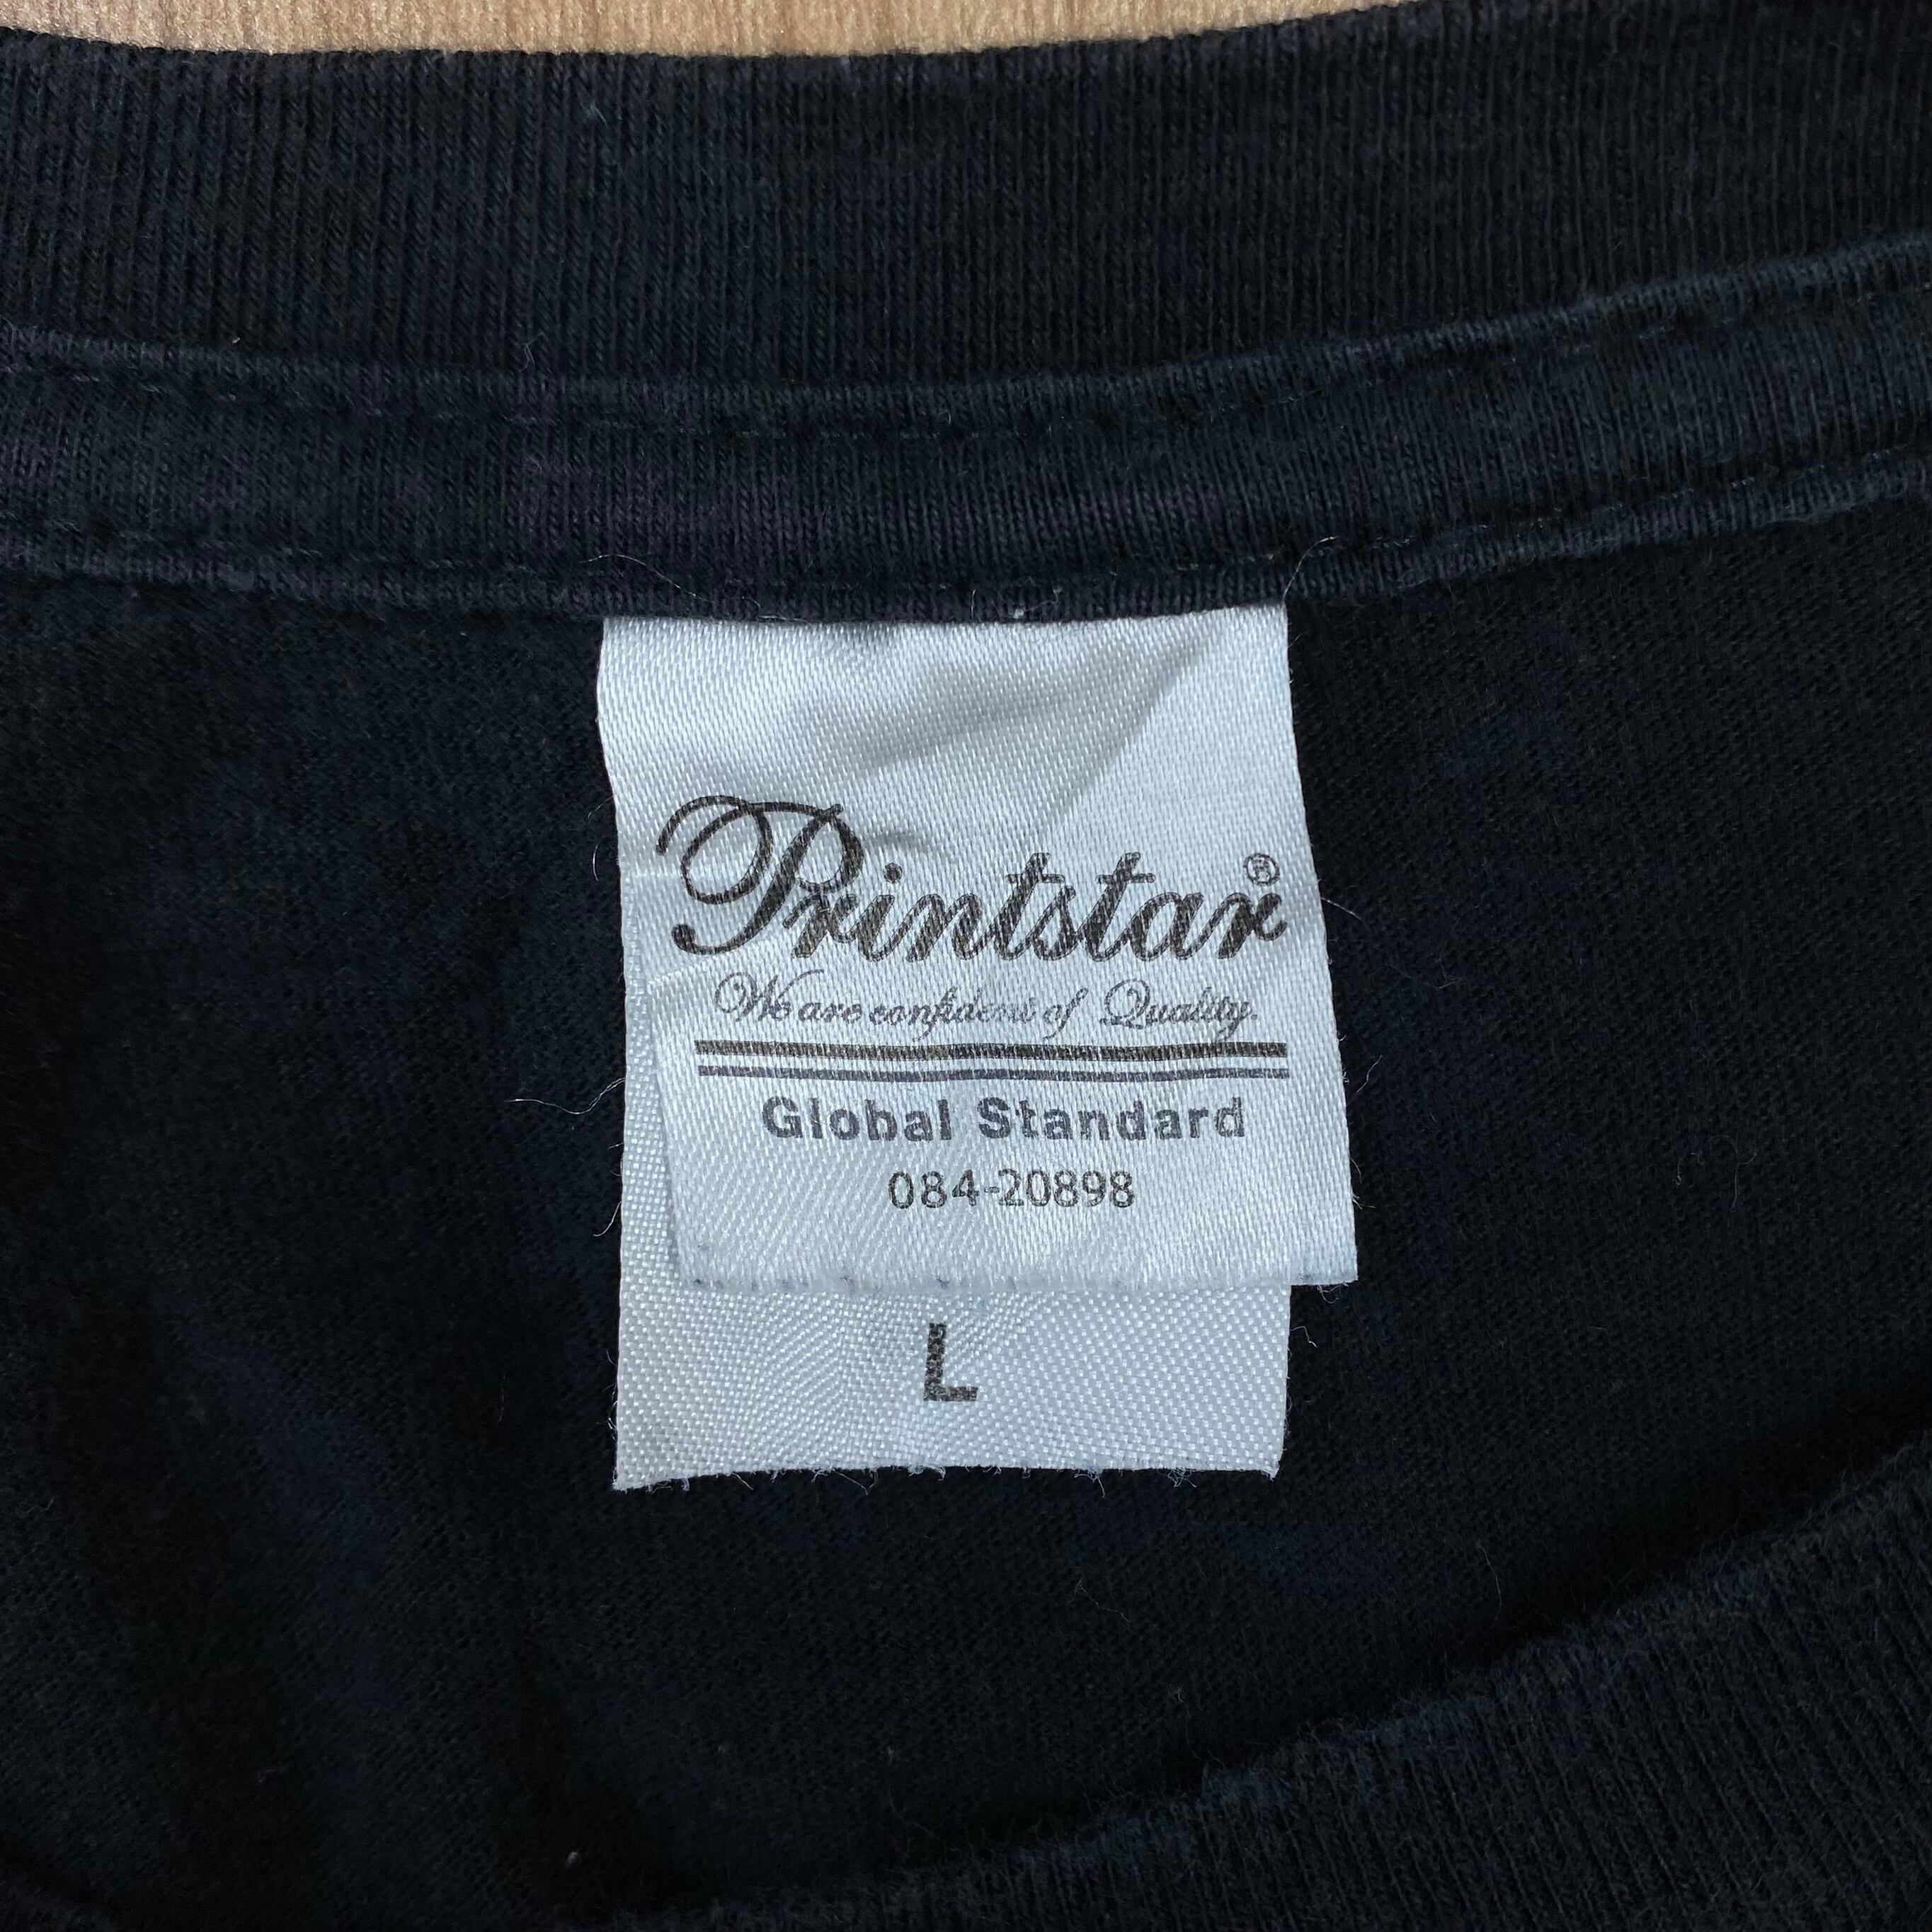 Printstar®
We are confident of Quality.
Global Standard
084-20898
L